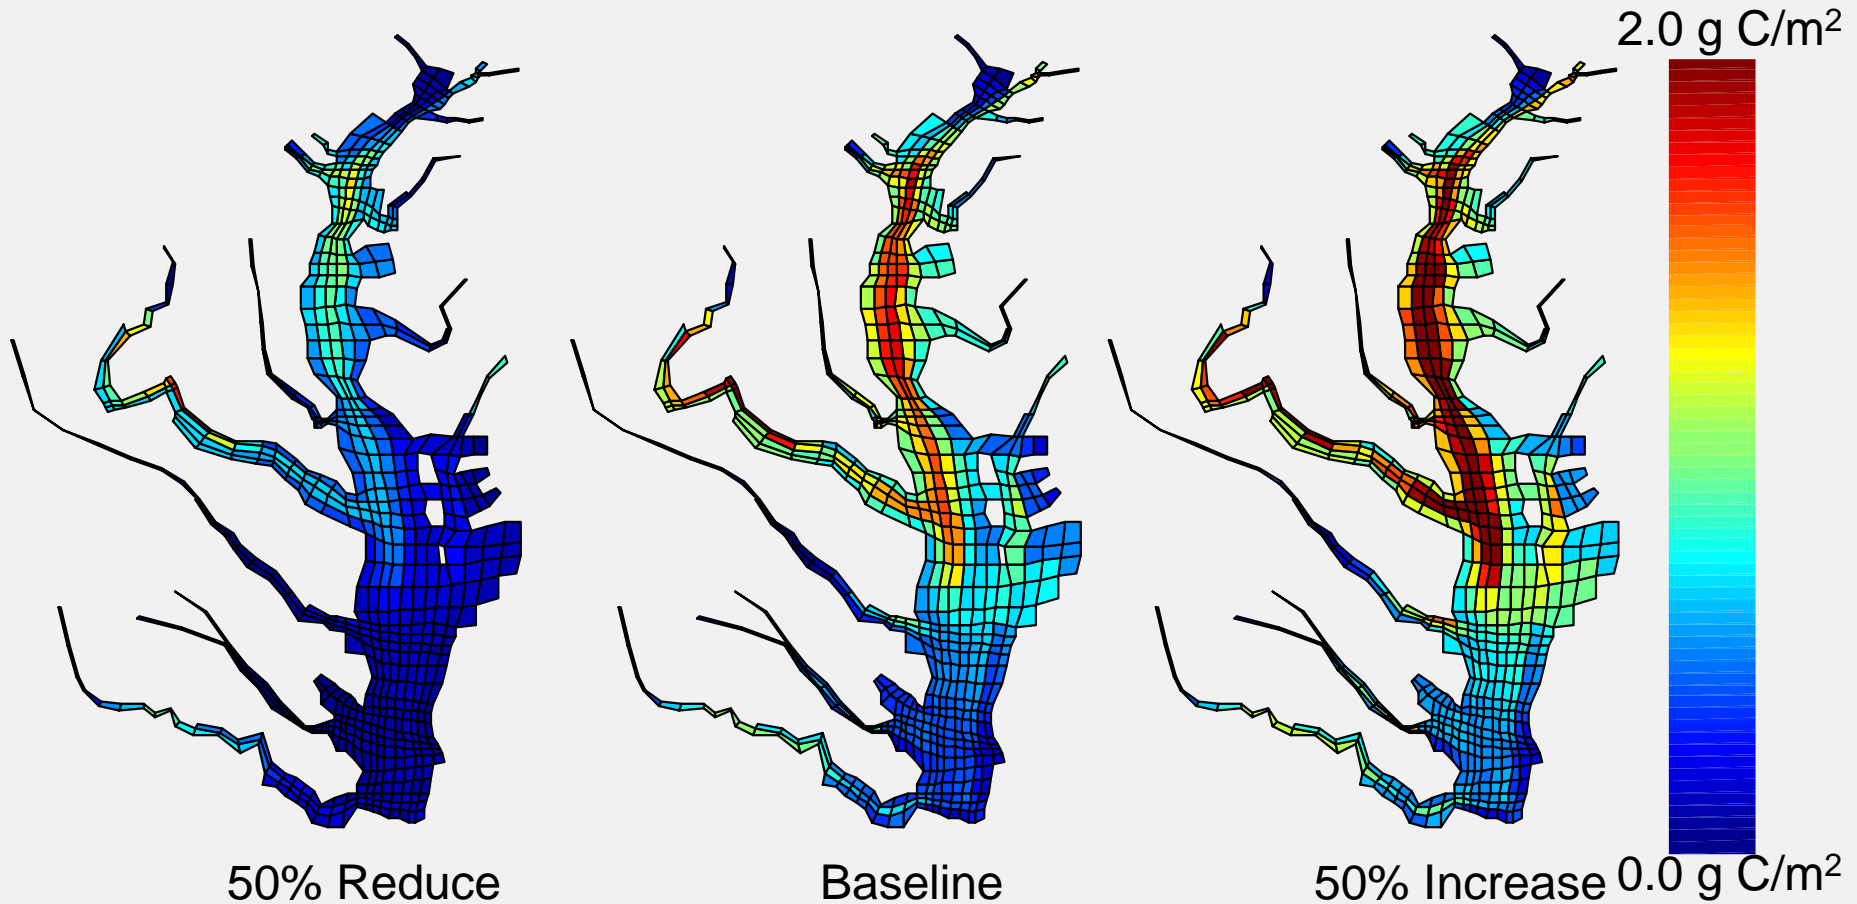 2.0 g C/m²
50% Reduce
Baseline
50% Increase
0.0 g C/m²